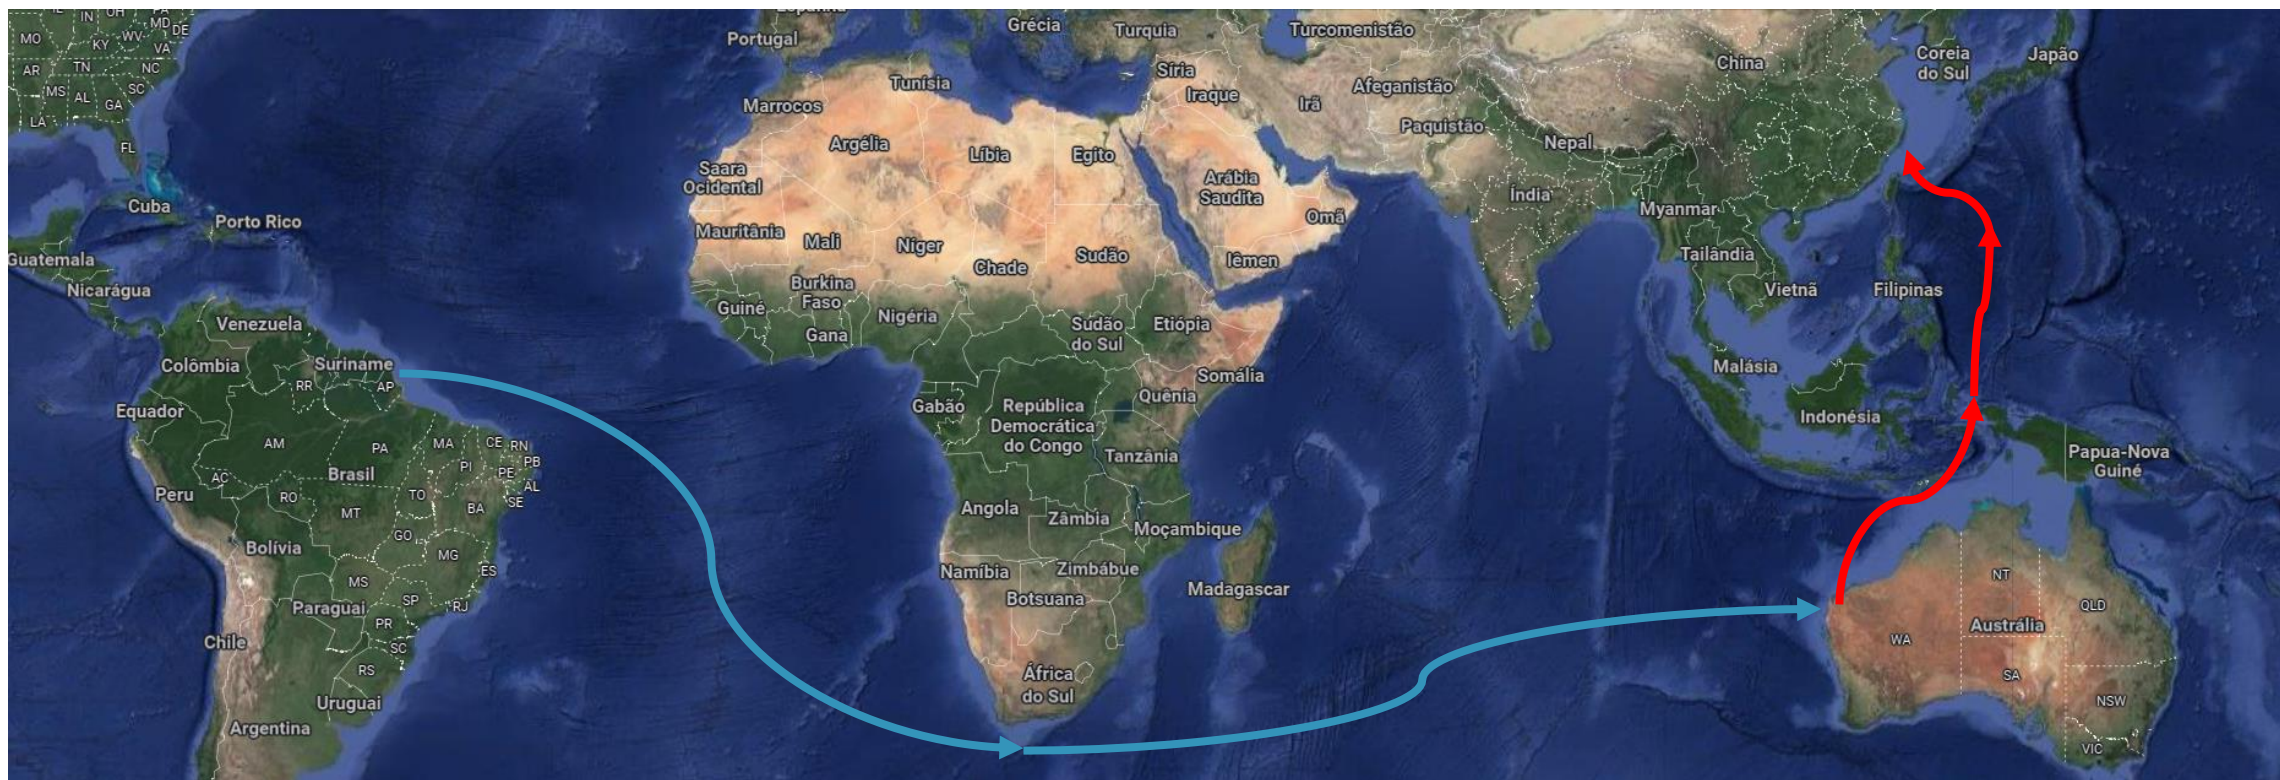 IL
IN
OH
PA
MD
DE
MO
KY
WV
VA
AR
TN
NC
MS
AL
GA
SC
LA
FL
Cuba
Porto Rico
Guatemala
Nicarágua
Venezuela
Colômbia
Suriname
RR
AP
Equador
AM
PA
MA
CE
RN
PB
PI
PE
AL
Brasil
AC
TO
SE
Peru
RO
MT
BA
GO
Bolívia
MG
MS
ES
SP
RJ
Paraguai
PR
Chile
SC
RS
Uruguai
Argentina
Espanha
Portugal
Grécia
Turquia
Turcomenistão
Tunísia
Síria
Iraque
Irã
Afeganistão
Paquistão
Marrocos
Argélia
Líbia
Egito
Saara
Ocidental
Arábia
Saudita
Omã
Iêmen
Mauritânia
Mali
Níger
Chade
Sudão
Burkina
Faso
Guiné
Gana
Nigéria
Sudão
do Sul
Etiópia
Somália
Quênia
Gabão
República
Democrática
do Congo
Tanzânia
Angola
Zâmbia
Moçambique
Namíbia
Zimbábue
Botsuana
Madagascar
África
do Sul
China
Coreia
do Sul
Japão
Nepal
Índia
Myanmar
Tailândia
Vietnã
Filipinas
Malásia
Indonésia
Papua-Nova
Guiné
NT
QLD
WA
Austrália
SA
NSW
VIC